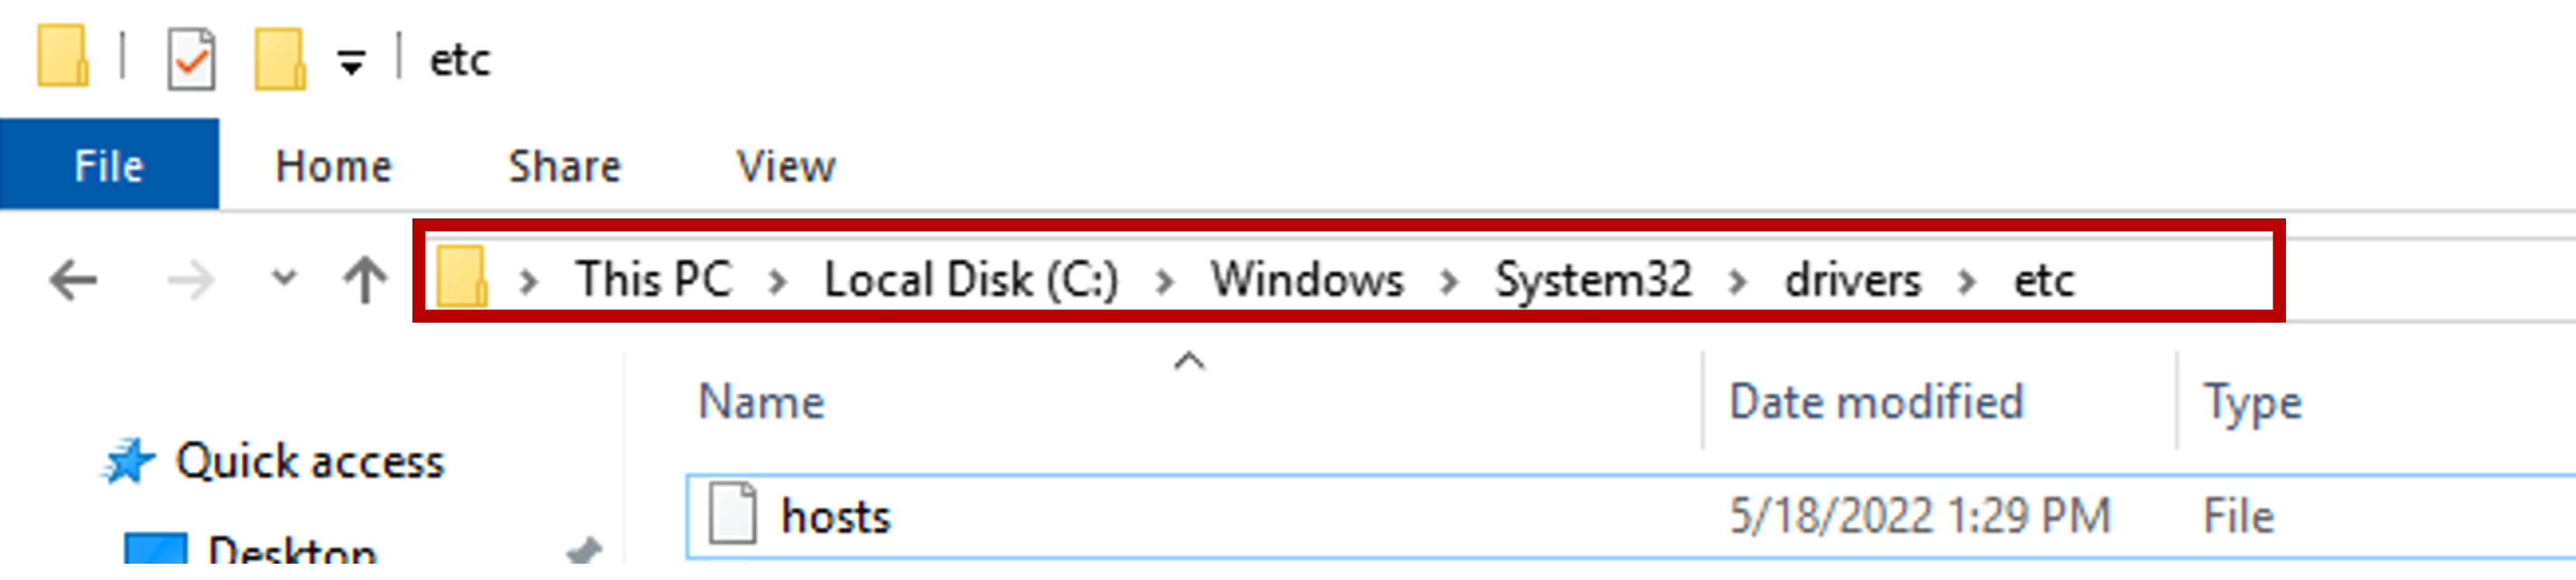 etc
File Home Share View
This PC > Local Disk (C:) > Windows > System32 > drivers > etc
Name Date modified Type
Quick access
hosts 5/18/2022 1:29 PM File
Desktop